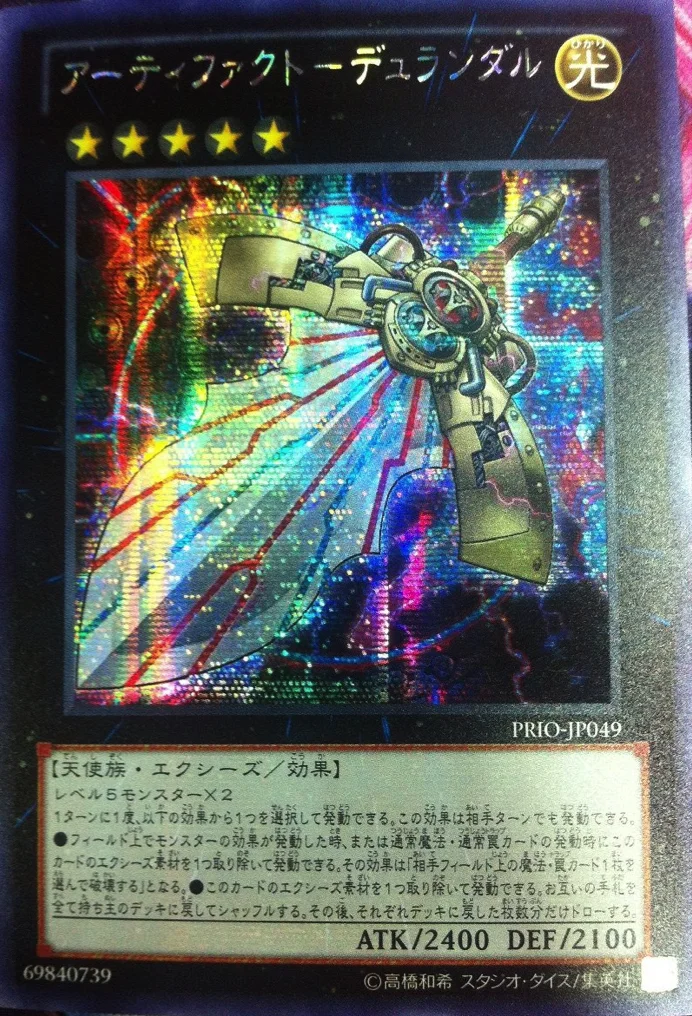 アーティファクト－デュランダル
光
PRIO-JP049
【天使族・エクシーズ／効果】
レベル５モンスター×２
1ターンに1度、以下の効果から1つを選択して発動できる。この効果は相手ターンでも発動できる。
●フィールド上でモンスターの効果が発動した時、または通常魔法・通常罠カードの発動時にこの
カードのエクシーズ素材を1つ取り除いて発動できる。その効果は「相手フィールド上の魔法・罠カード1枚を
選んで破壊する」となる。●このカードのエクシーズ素材を1つ取り除いて発動できる。お互いの手札を
全て持ち主のデッキに戻してシャッフルする。その後、それぞれデッキに戻した枚数分だけドローする。
ATK/2400 DEF/2100
69840739
©高橋和希 スタジオ・ダイス/集英社